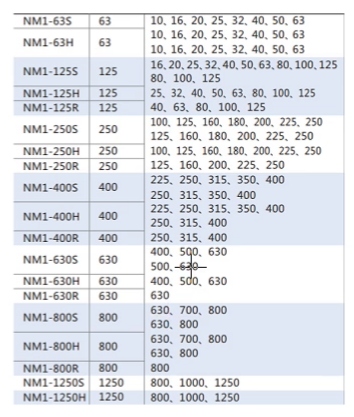 NM1-63S 63 10、16、20、25、32、40、50、63
NM1-63H 63 10、16、20、25、32、40、50、63
10、16、20、25、32、40、50、63
NM1-125S 125 16、20、25、32、40、50、63、80、100、125
80、100、125
NM1-125H 125 25、32、40、50、63、80、100、125
NM1-125R 125 40、63、80、100、125
NM1-250S 250 100、125、160、180、200、225、250
125、160、180、200、225、250
NM1-250H 250 100、125、160、180、200、225、250
NM1-250R 250 125、160、200、225、250
NM1-400S 400 225、250、315、350、400
250、315、350、400
NM1-400H 400 225、250、315、350、400
250、315、400
NM1-400R 400 250、315、400
NM1-630S 630 400、500、630
500、630
NM1-630H 630 400、500、630
NM1-630R 630 630
NM1-800S 800 630、700、800
630、800
NM1-800H 800 630、700、800
630、800
NM1-800R 800 800
NM1-1250S 1250 800、1000、1250
NM1-1250H 1250 800、1000、1250